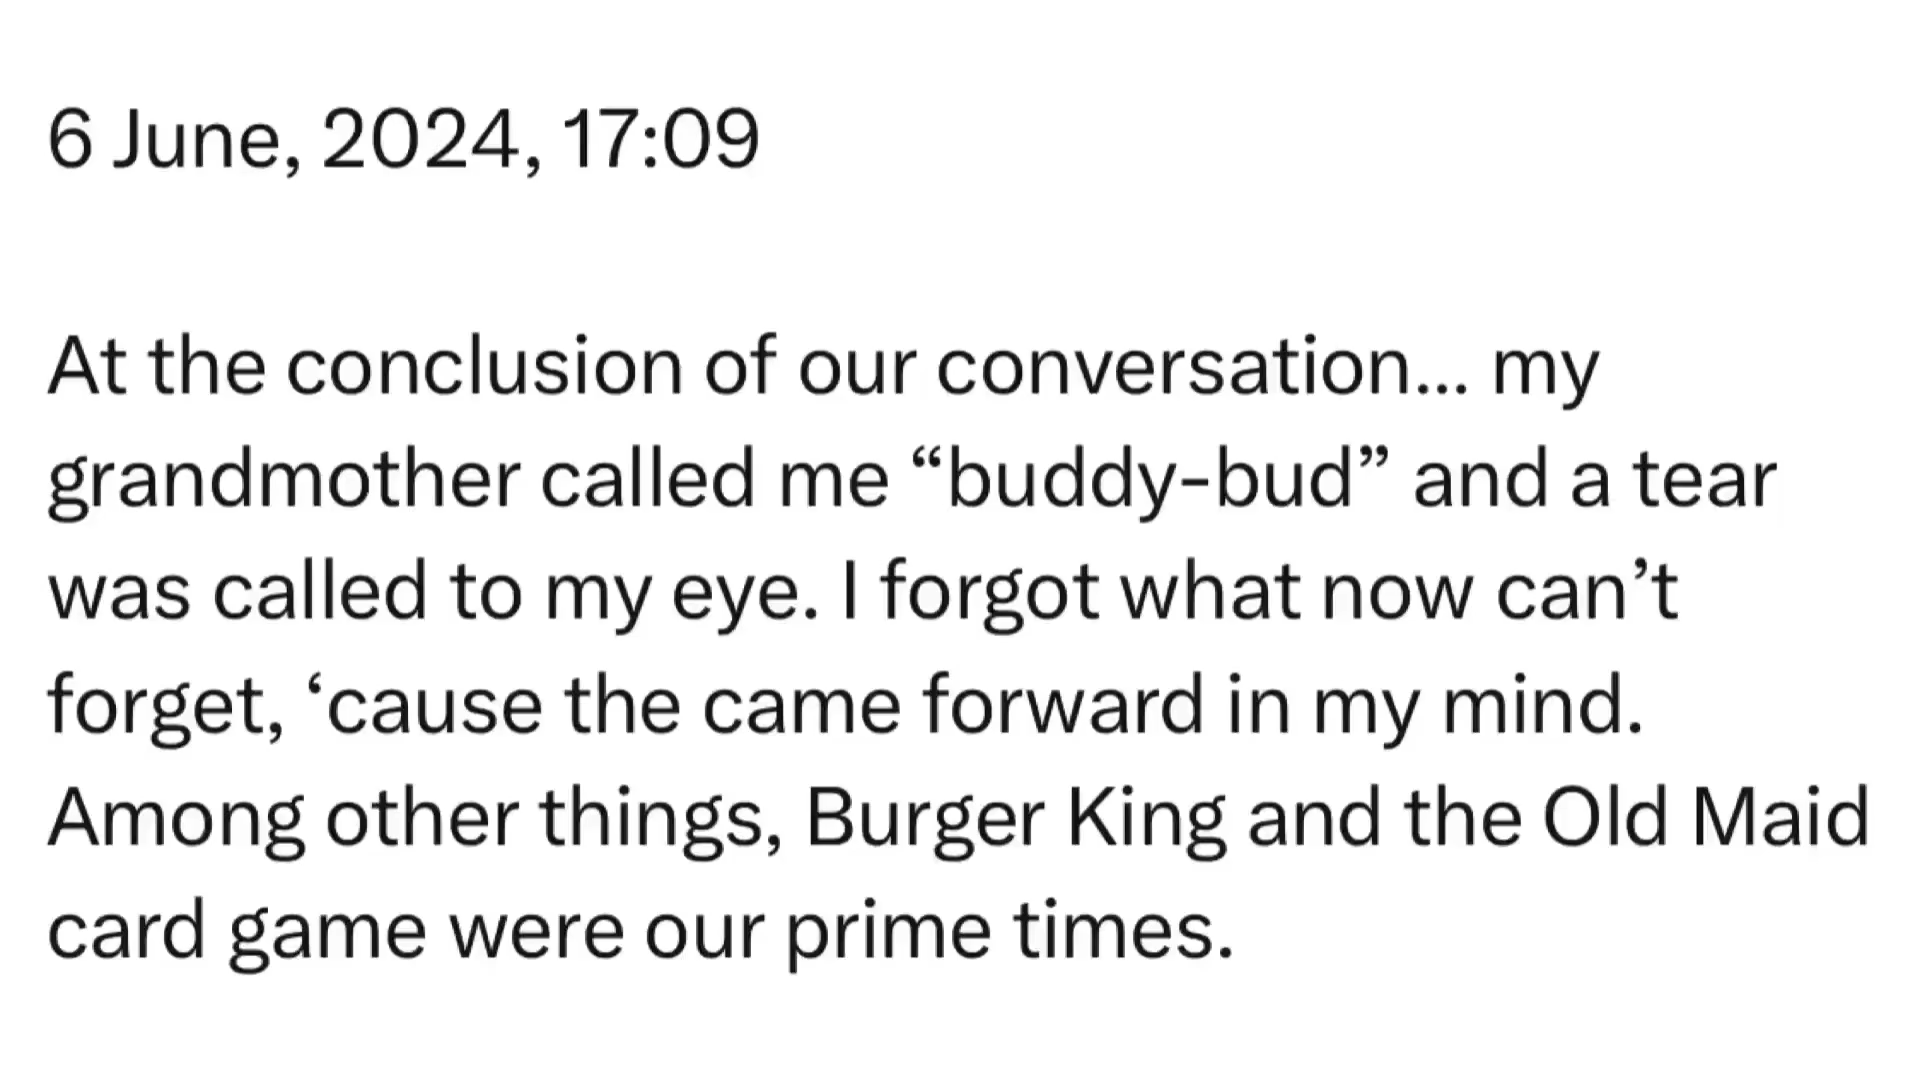 6 June, 2024, 17:09
At the conclusion of our conversation... my
grandmother called me “buddy-bud” and a tear
was called to my eye. I forgot what now can’t
forget, ‘cause the came forward in my mind.
Among other things, Burger King and the Old Maid
card game were our prime times.